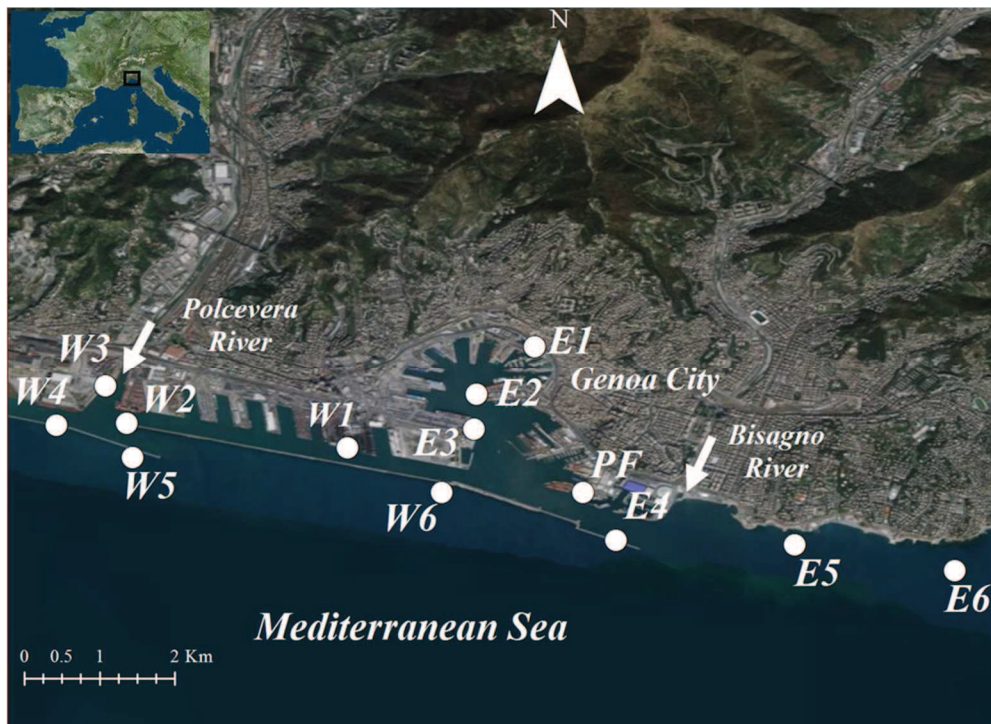 N
Polcevera
River
W3
E1
W4
Genoa City
W2
E2
W1
E3
Bisagno
River
W5
PF
W6
E4
E5
E6
Mediterranean Sea
0 0.5 1 2 Km